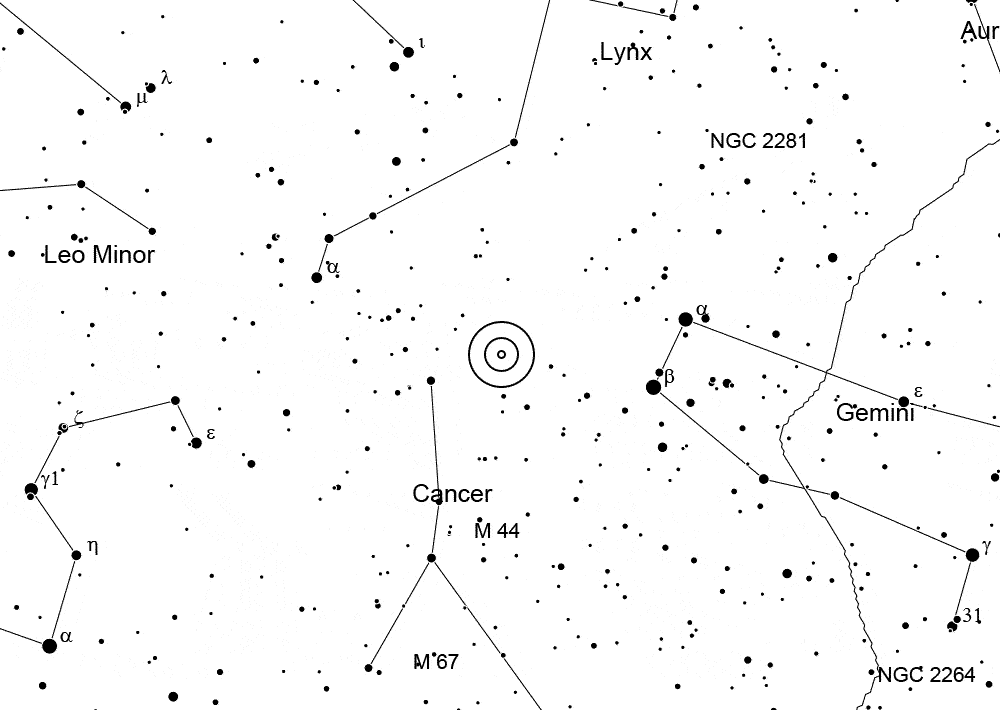 ι
Lynx
Aur
λ
μ
NGC 2281
Leo Minor
α
α
β
ε
Gemini
ζ
ε
γ1
Cancer
M 44
η
γ
31
α
M 67
NGC 2264